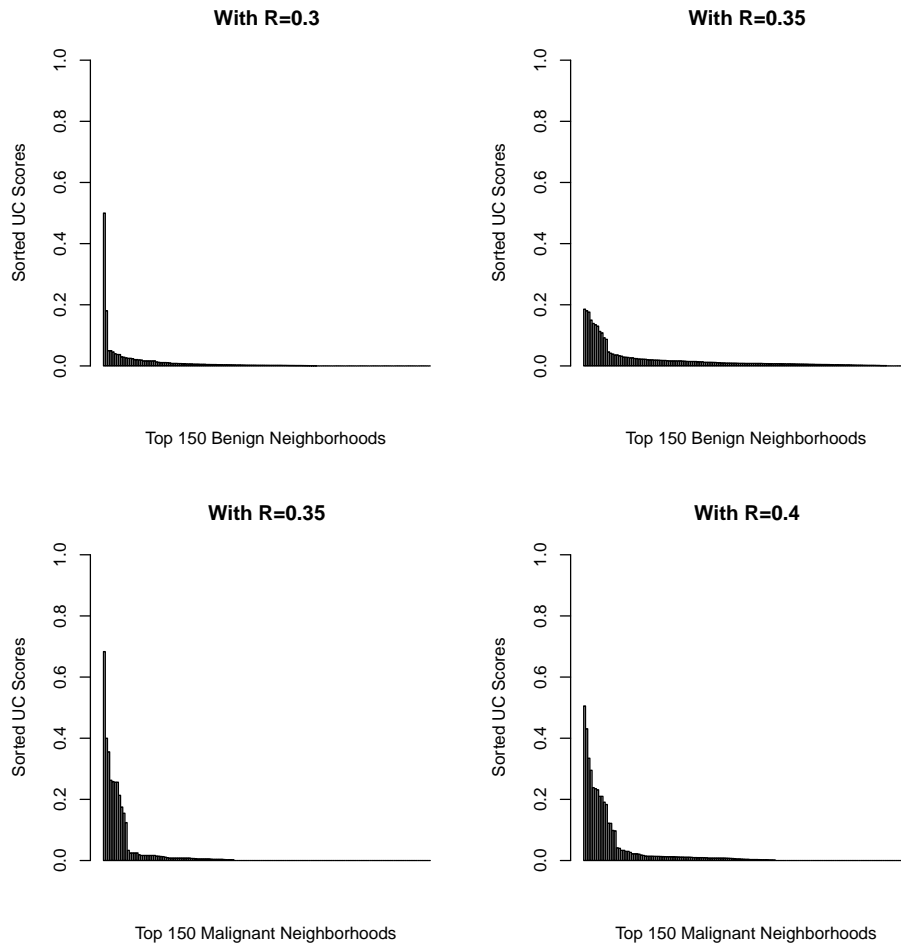 With R=0.3
Sorted UC Scores
0.0 0.2 0.4 0.6 0.8 1.0
Top 150 Benign Neighborhoods
With R=0.35
Sorted UC Scores
0.0 0.2 0.4 0.6 0.8 1.0
Top 150 Benign Neighborhoods
With R=0.35
Sorted UC Scores
0.0 0.2 0.4 0.6 0.8 1.0
Top 150 Malignant Neighborhoods
With R=0.4
Sorted UC Scores
0.0 0.2 0.4 0.6 0.8 1.0
Top 150 Malignant Neighborhoods